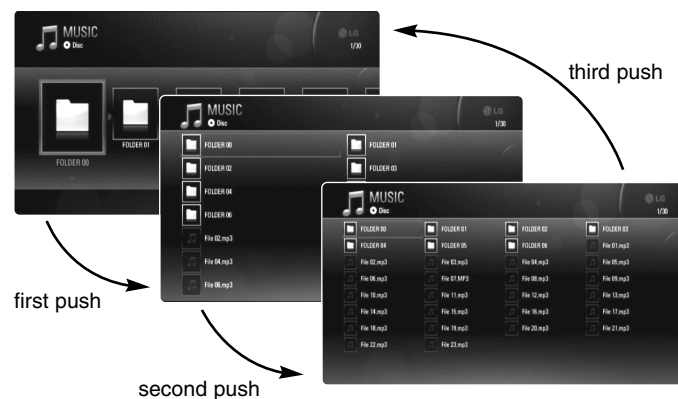 MUSIC
Disc
LG
1/30
FOLDER 00
FOLDER 01
third push
MUSIC
Disc
LG
1/30
FOLDER 00 FOLDER 01
FOLDER 02 FOLDER 03
FOLDER 04
FOLDER 06
File 02.mp3
File 04.mp3
File 06.mp3
first push
MUSIC
Disc
LG
1/30
FOLDER 00 FOLDER 01 FOLDER 02 FOLDER 03
FOLDER 04 FOLDER 05 FOLDER 06 File 01.mp3
File 02.mp3 File 03.mp3 File 04.mp3 File 05.mp3
File 06.mp3 File 07.MP3 File 08.mp3 File 09.mp3
File 10.mp3 File 11.mp3 File 12.mp3 File 13.mp3
File 14.mp3 File 15.mp3 File 16.mp3 File 17.mp3
File 18.mp3 File 19.mp3 File 20.mp3 File 21.mp3
File 22.mp3 File 23.mp3
second push